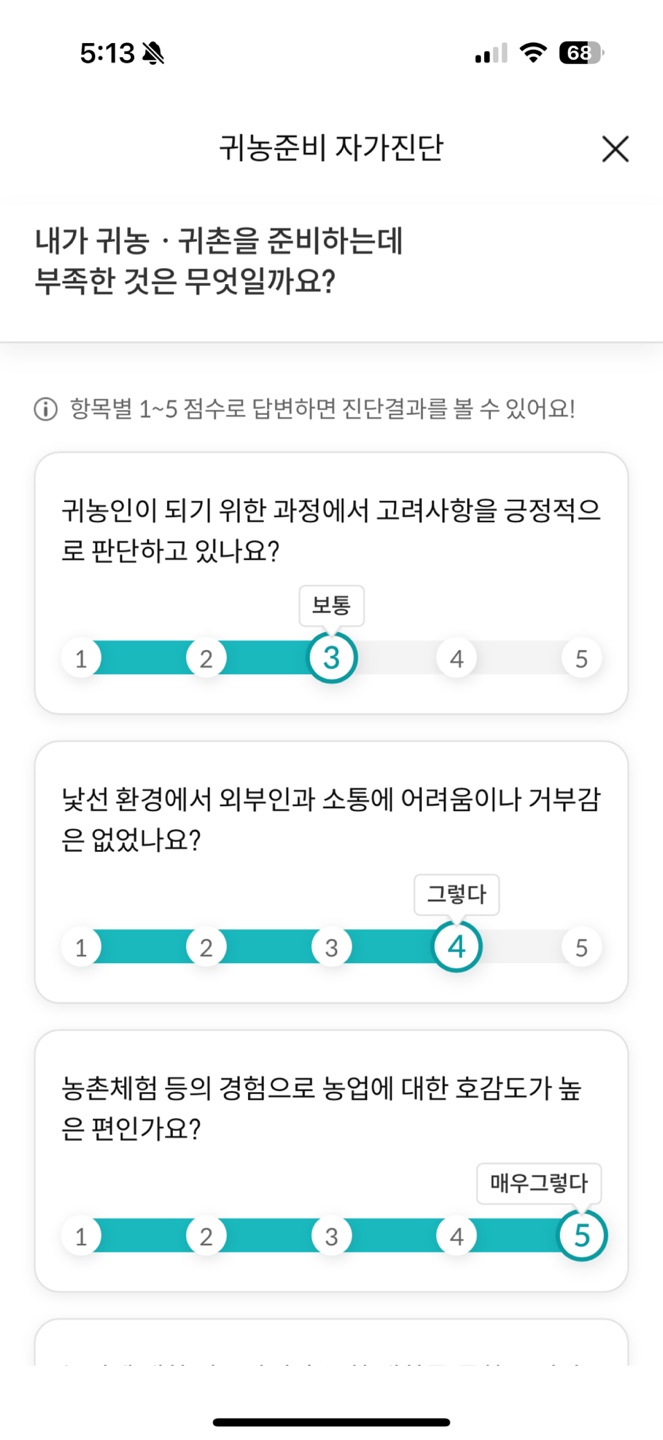 5:13
68
귀농준비 자가진단
내가 귀농 · 귀촌을 준비하는데
부족한 것은 무엇일까요?
항목별 1~5 점수로 답변하면 진단결과를 볼 수 있어요!
귀농인이 되기 위한 과정에서 고려사항을 긍정적으
로 판단하고 있나요?
보통
1 2 3 4 5
낯선 환경에서 외부인과 소통에 어려움이나 거부감
은 없었나요?
그렇다
1 2 3 4 5
농촌체험 등의 경험으로 농업에 대한 호감도가 높
은 편인가요?
매우그렇다
1 2 3 4 5